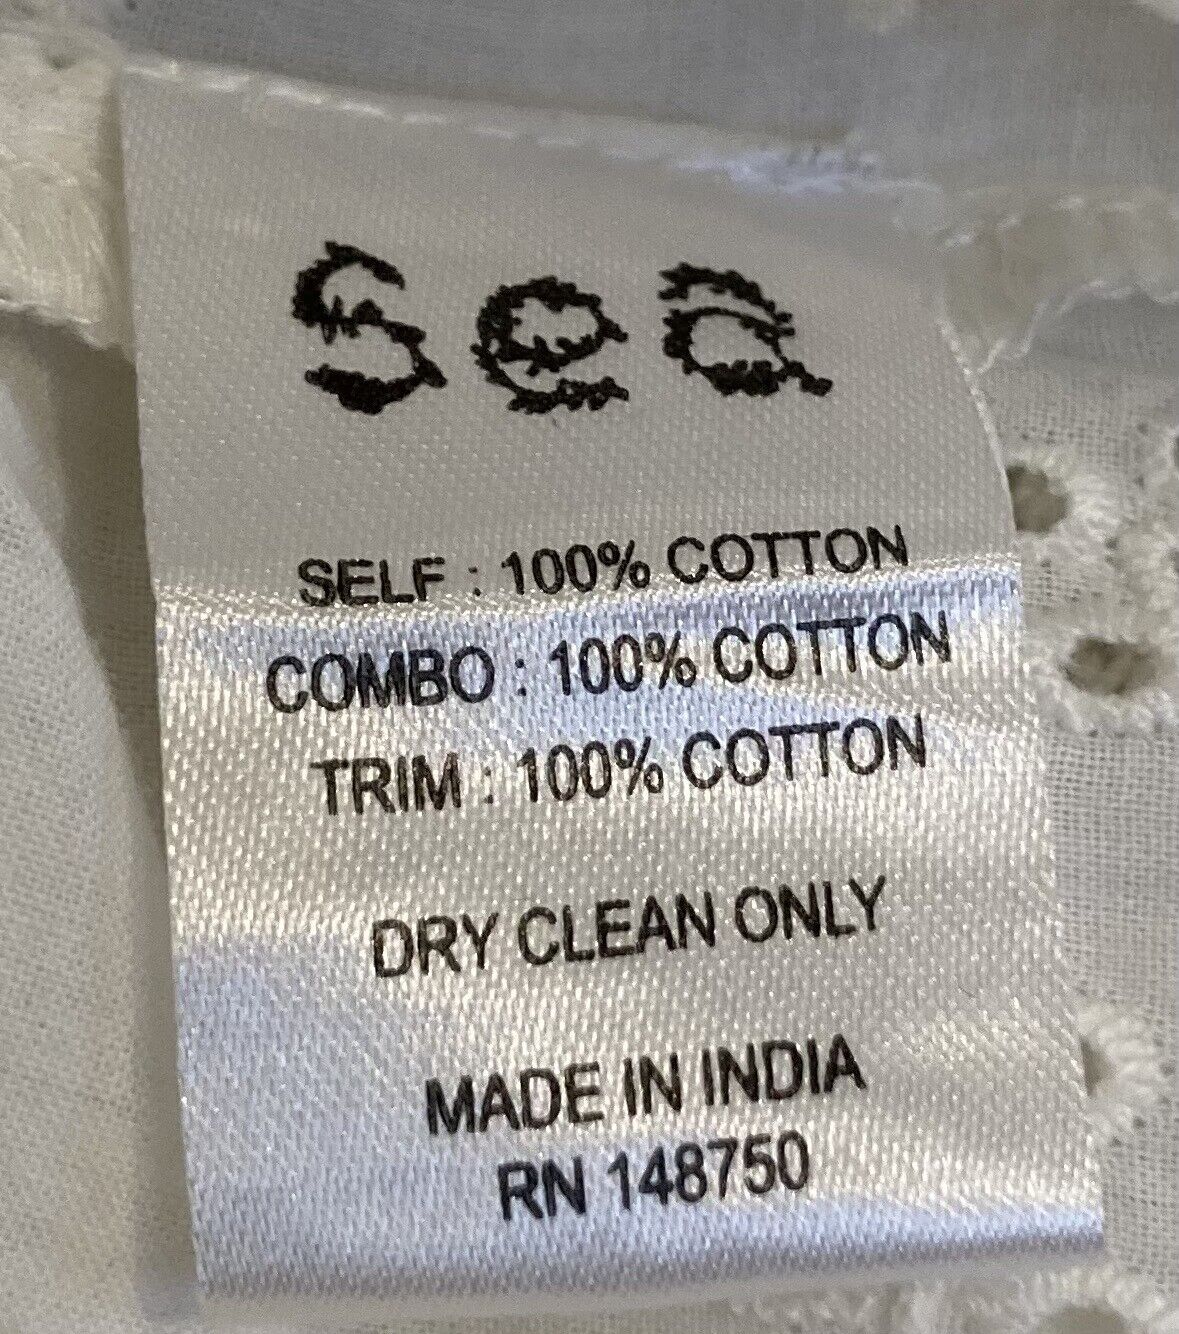 Sea
SELF : 100% COTTON
COMBO : 100% COTTON
TRIM : 100% COTTON
DRY CLEAN ONLY
MADE IN INDIA
RN 148750